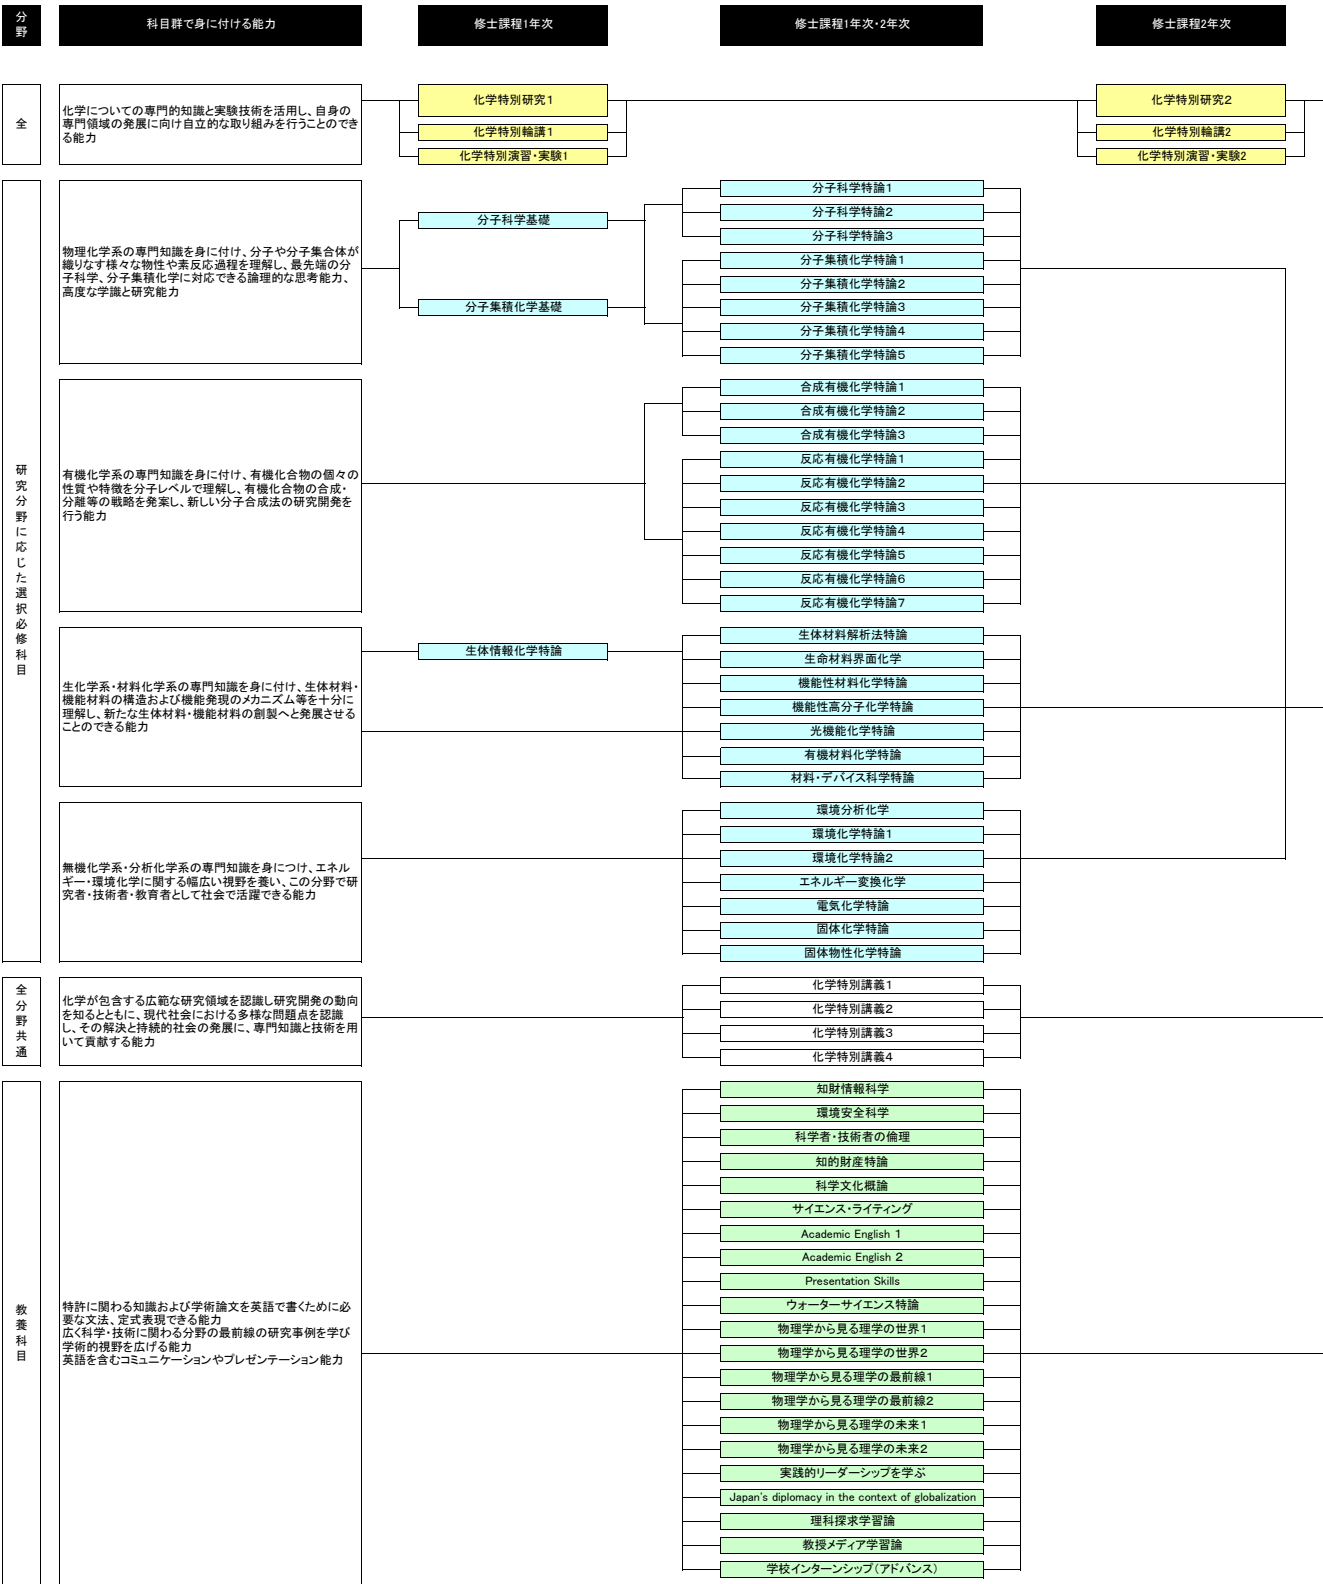 分野
科目群で身に付ける能力
修士課程1年次
修士課程1年次・2年次
修士課程2年次
全
化学についての専門的知識と実験技術を活用し、自身の
専門領域の発展に向け自立的な取り組みを行うことのでき
る能力
化学特別研究1
化学特別輪講1
化学特別演習・実験1
化学特別研究2
化学特別輪講2
化学特別演習・実験2
研究分野に応じた選択必修科目
物理化学系の専門知識を身に付け、分子や分子集合体が
織りなす様々な物性や素反応過程を理解し、最先端の分
子科学、分子集積化学に対応できる論理的な思考能力、
高度な学識と研究能力
分子科学基礎
分子集積化学基礎
分子科学特論1
分子科学特論2
分子科学特論3
分子集積化学特論1
分子集積化学特論2
分子集積化学特論3
分子集積化学特論4
分子集積化学特論5
有機化学系の専門知識を身に付け、有機化合物の個々の
性質や特徴を分子レベルで理解し、有機化合物の合成・
分離等の戦略を発案し、新しい分子合成法の研究開発を
行う能力
合成有機化学特論1
合成有機化学特論2
合成有機化学特論3
反応有機化学特論1
反応有機化学特論2
反応有機化学特論3
反応有機化学特論4
反応有機化学特論5
反応有機化学特論6
反応有機化学特論7
生化学系・材料化学系の専門知識を身に付け、生体材料・
機能材料の構造および機能発現のメカニズム等を十分に
理解し、新たな生体材料・機能材料の創製へと発展させる
ことのできる能力
生体情報化学特論
生体材料解析法特論
生命材料界面化学
機能性材料化学特論
機能性高分子化学特論
光機能化学特論
有機材料化学特論
材料・デバイス科学特論
無機化学系・分析化学系の専門知識を身につけ、エネル
ギー・環境化学に関する幅広い視野を養い、この分野で研
究者・技術者・教育者として社会で活躍できる能力
環境分析化学
環境化学特論1
環境化学特論2
エネルギー変換化学
電気化学特論
固体化学特論
固体物性化学特論
全分野共通
化学が包含する広範な研究領域を認識し研究開発の動向
を知るとともに、現代社会における多様な問題点を認識
し、その解決と持続的社会の発展に、専門知識と技術を用
いて貢献する能力
化学特別講義1
化学特別講義2
化学特別講義3
化学特別講義4
教養科目
特許に関わる知識および学術論文を英語で書くために必
要な文法、定式表現できる能力
広く科学・技術に関わる分野の最前線の研究事例を学び
学術的視野を広げる能力
英語を含むコミュニケーションやプレゼンテーション能力
知財情報科学
環境安全科学
科学者・技術者の倫理
知的財産特論
科学文化概論
サイエンス・ライティング
Academic English 1
Academic English 2
Presentation Skills
ウォーターサイエンス特論
物理学から見る理学の世界1
物理学から見る理学の世界2
物理学から見る理学の最前線1
物理学から見る理学の最前線2
物理学から見る理学の未来1
物理学から見る理学の未来2
実践的リーダーシップを学ぶ
Japan's diplomacy in the context of globalization
理科探求学習論
教授メディア学習論
学校インターンシップ(アドバンス)